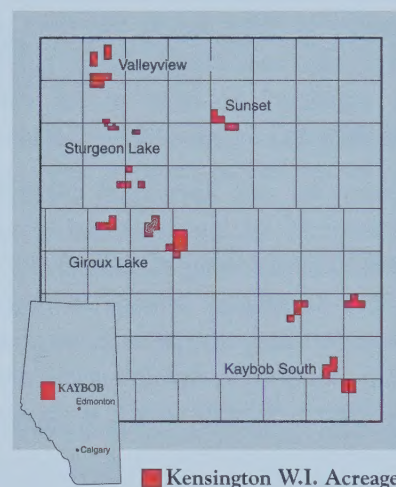 Valleyview
Sunset
Sturgeon Lake
Giroux Lake
Kaybob South
KAYBOB
Edmonton
Calgary
Kensington W.I. Acreage